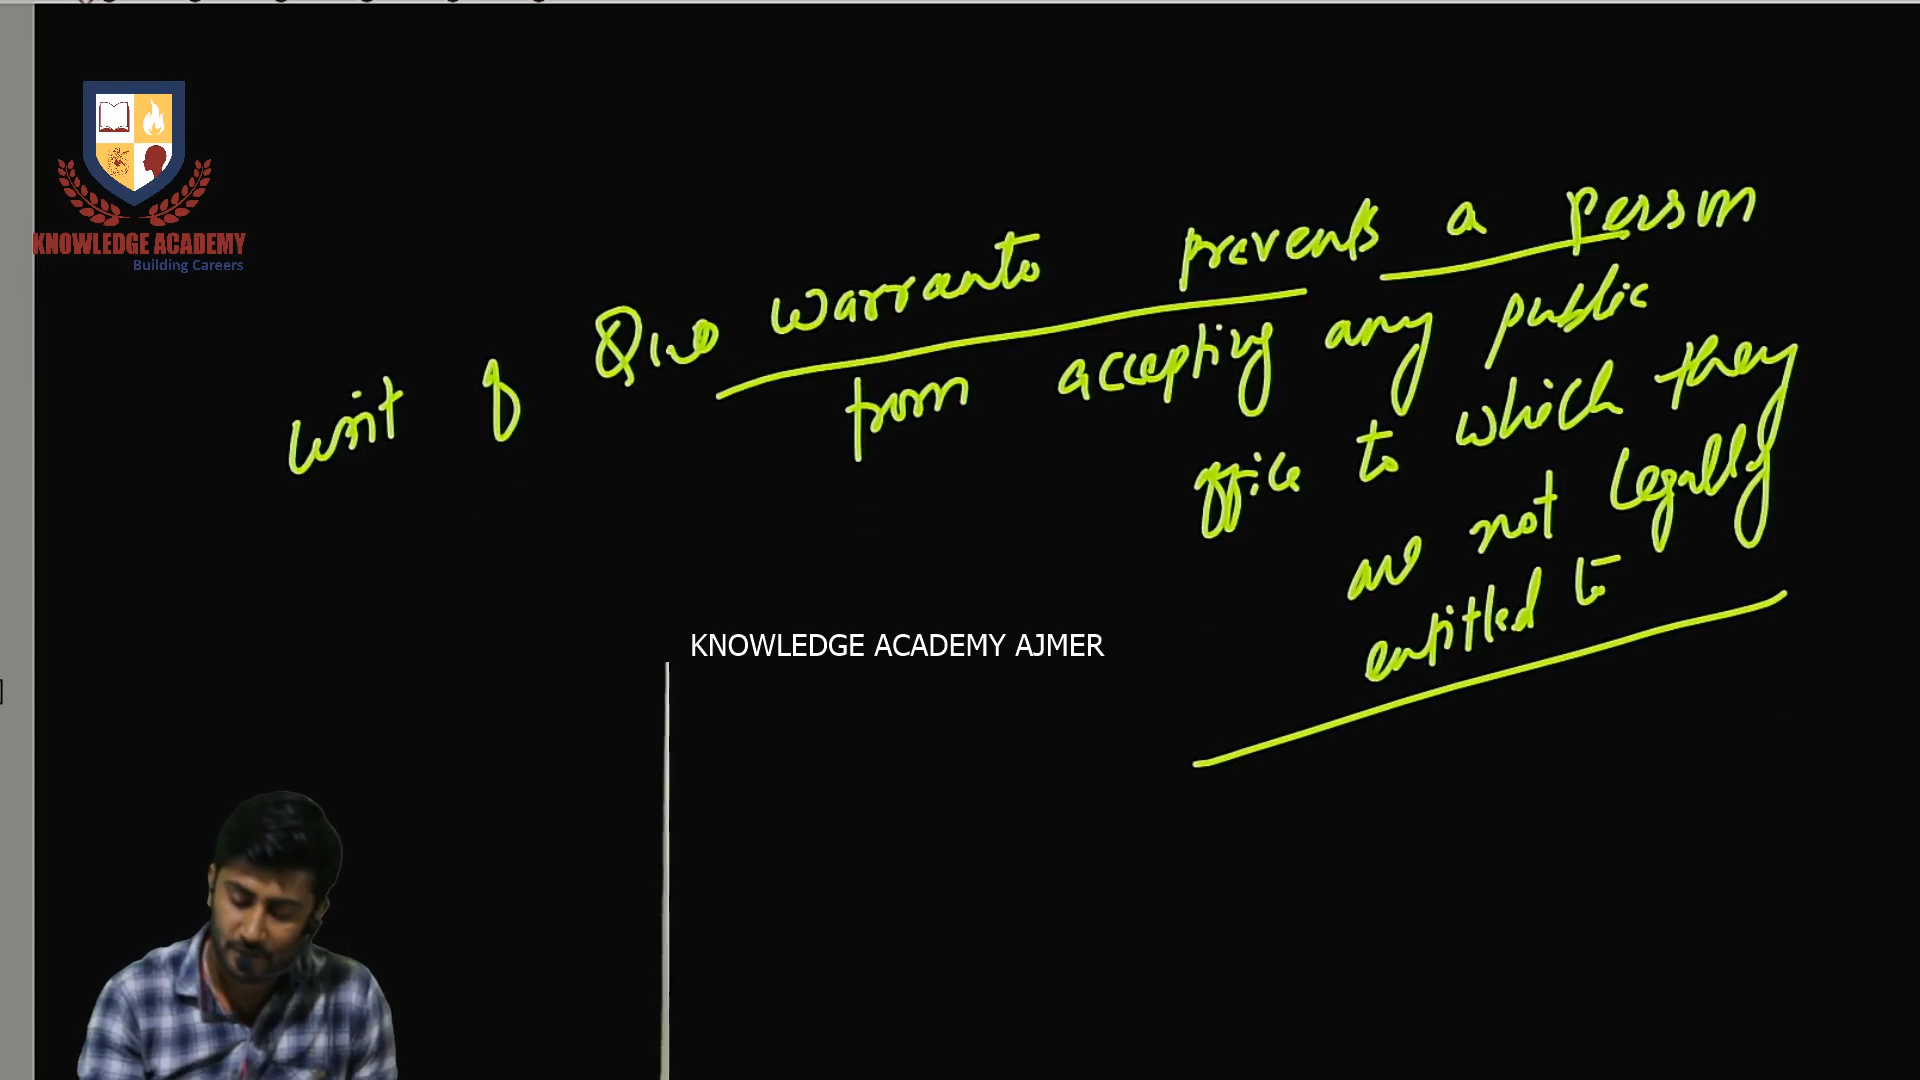 KNOWLEDGE ACADEMY
Building Careers
writ of Quo warranto prevents a person
from accepting any public
office to which they
are not legally
entitled to
KNOWLEDGE ACADEMY AJMER